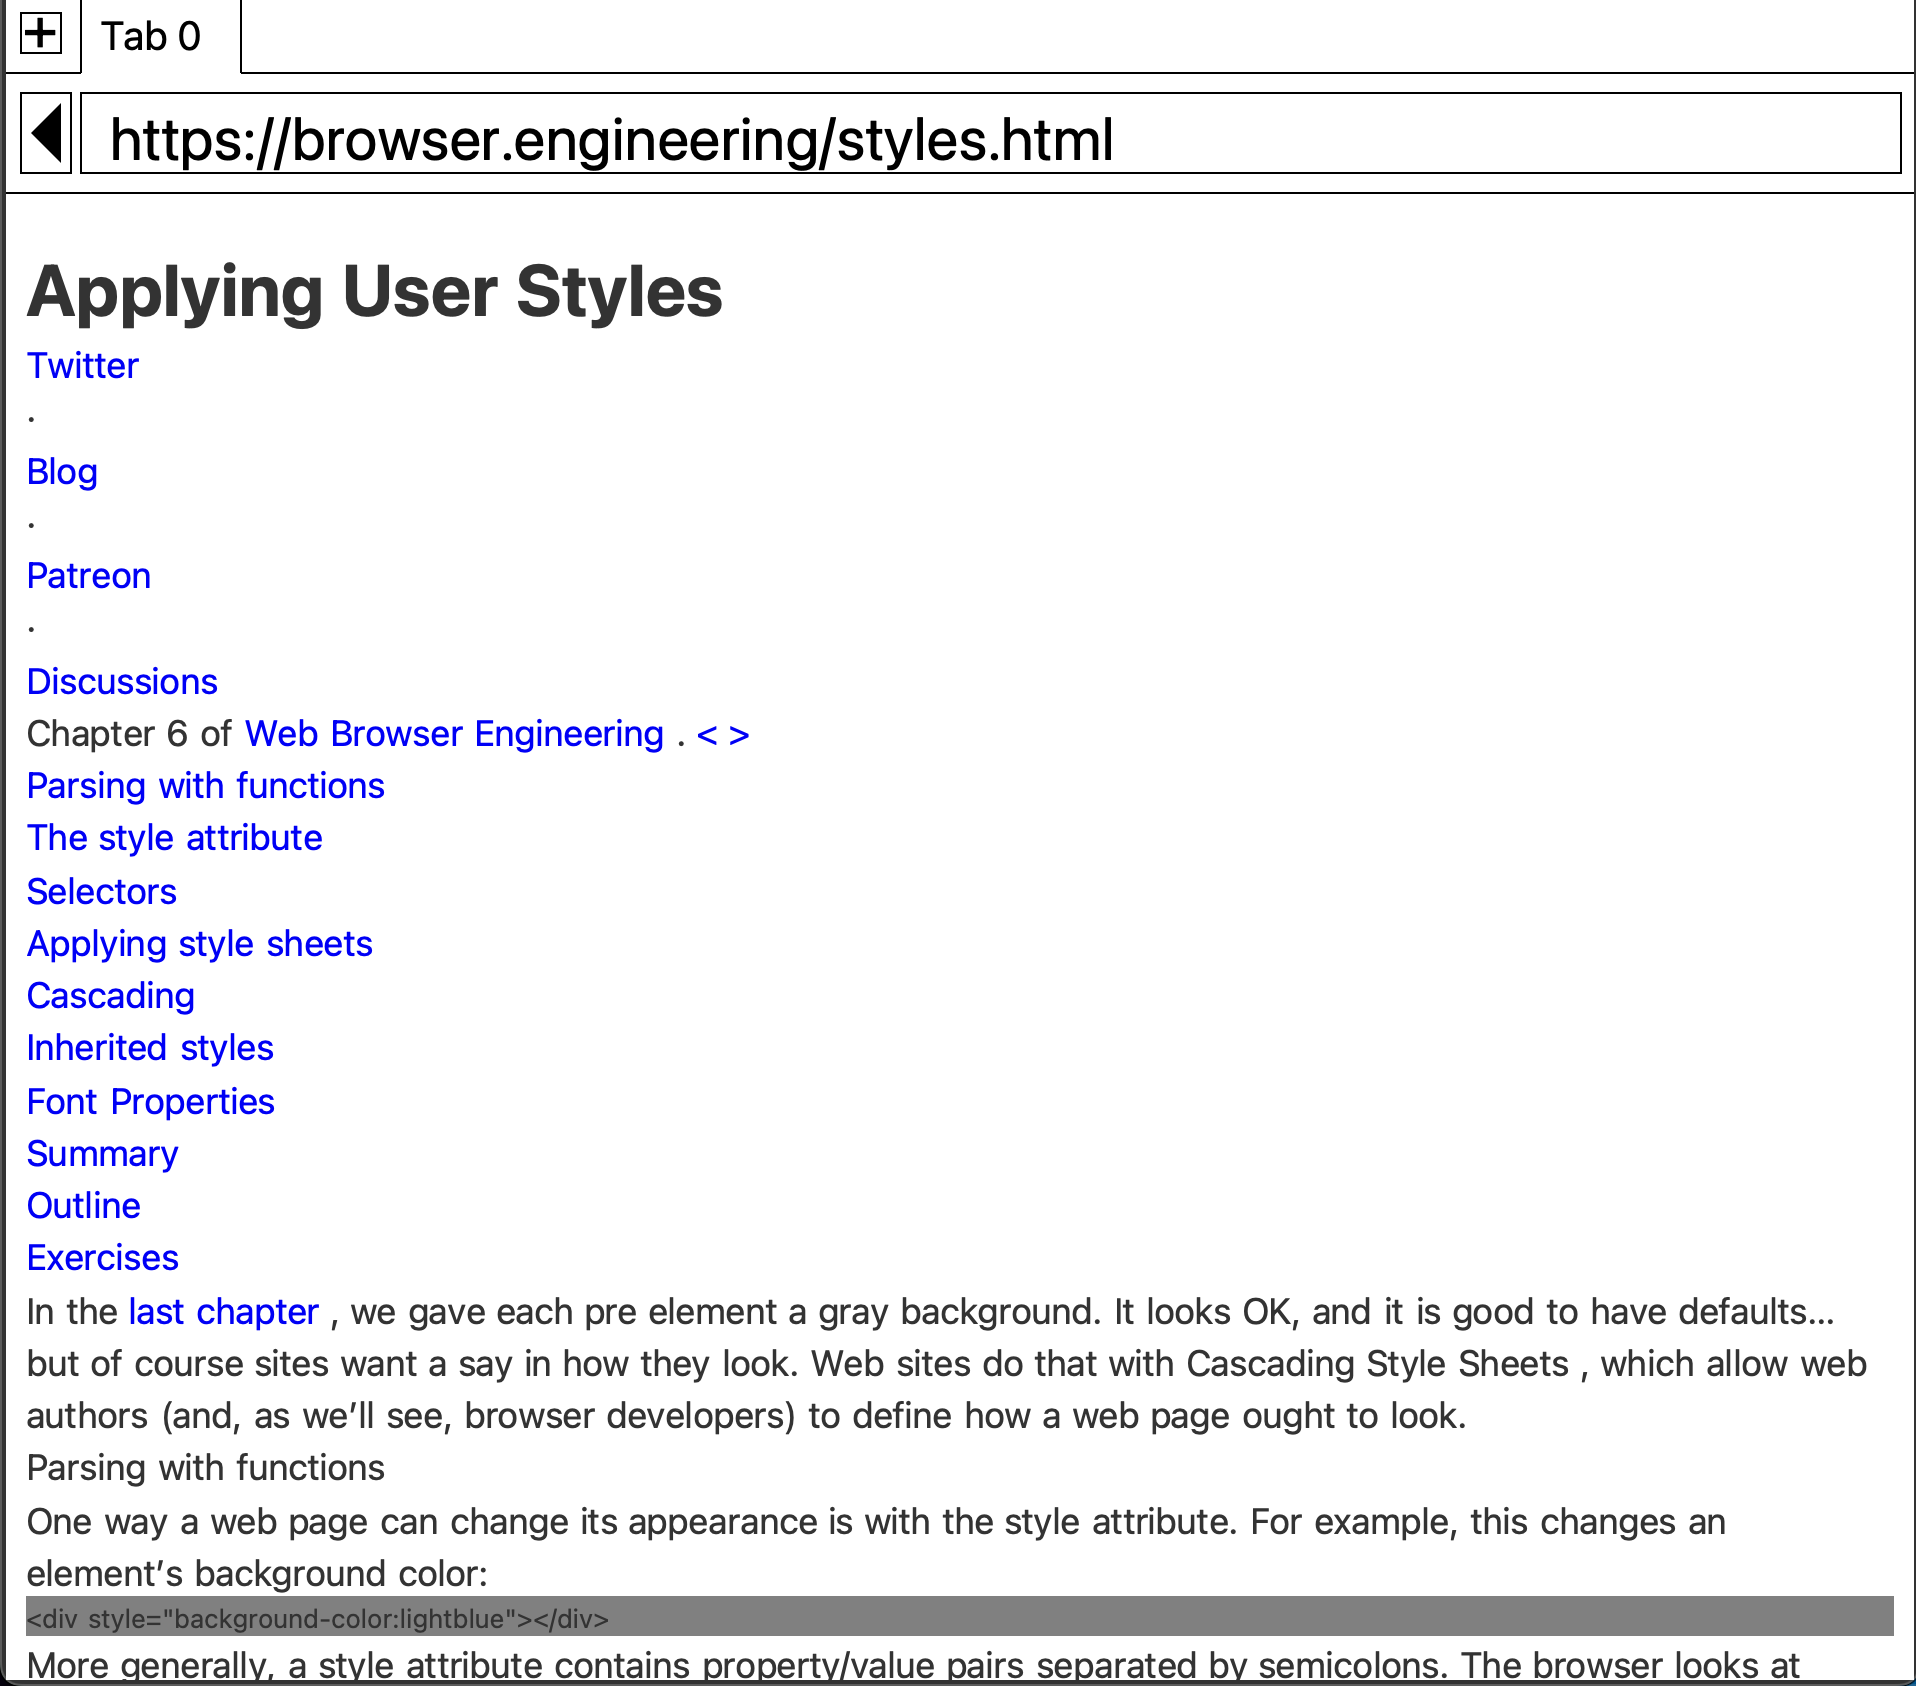 Tab 0
https://browser.engineering/styles.html
Applying User Styles
Twitter
·
Blog
·
Patreon
·
Discussions
Chapter 6 of Web Browser Engineering . < >
Parsing with functions
The style attribute
Selectors
Applying style sheets
Cascading
Inherited styles
Font Properties
Summary
Outline
Exercises
In the last chapter , we gave each pre element a gray background. It looks OK, and it is good to have defaults…
but of course sites want a say in how they look. Web sites do that with Cascading Style Sheets , which allow web
authors (and, as we’ll see, browser developers) to define how a web page ought to look.
Parsing with functions
One way a web page can change its appearance is with the style attribute. For example, this changes an
element’s background color:
<div style="background-color:lightblue"></div>
More generally, a style attribute contains property/value pairs separated by semicolons. The browser looks at